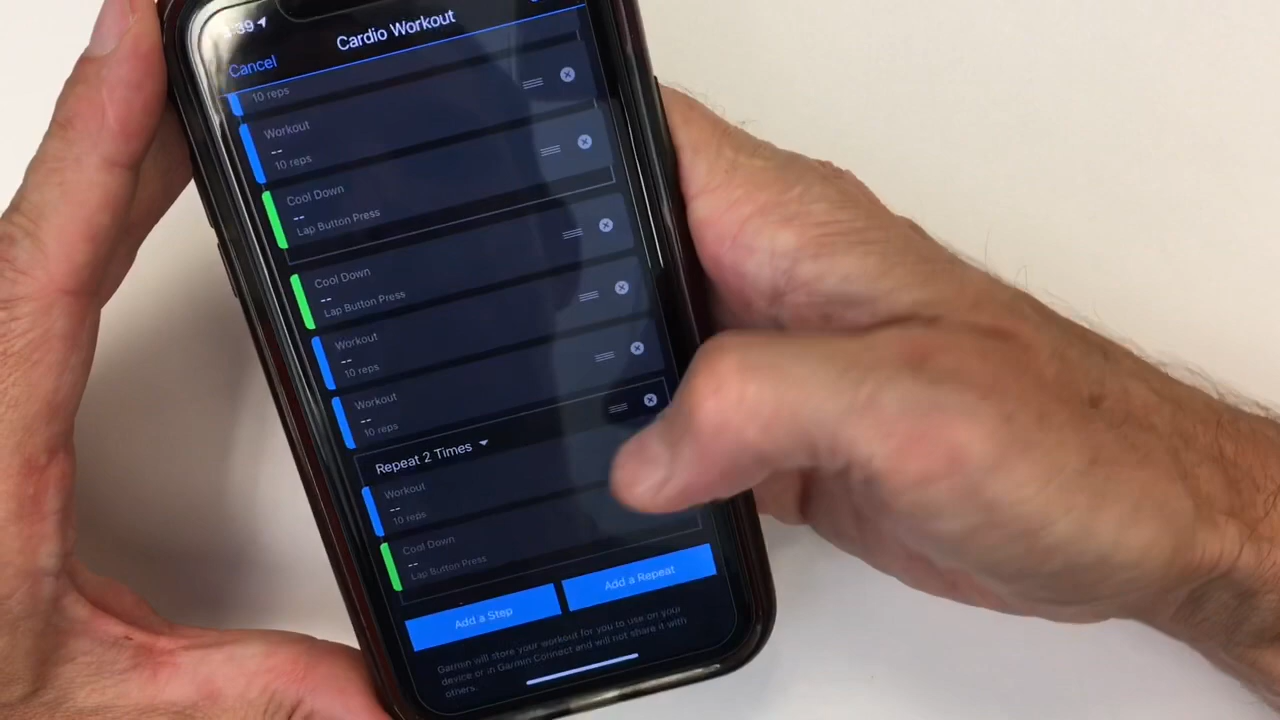 :39
Cardio Workout
Cancel
10 reps
Workout
--
10 reps
Cool Down
--
Lap Button Press
Cool Down
--
Lap Button Press
Workout
--
10 reps
Workout
--
10 reps
Repeat 2 Times
Workout
--
10 reps
Cool Down
--
Lap Button Press
Add a Step
Add a Repeat
Garmin will store your workout for you to use on your
device or in Garmin Connect and will not share it with
others.